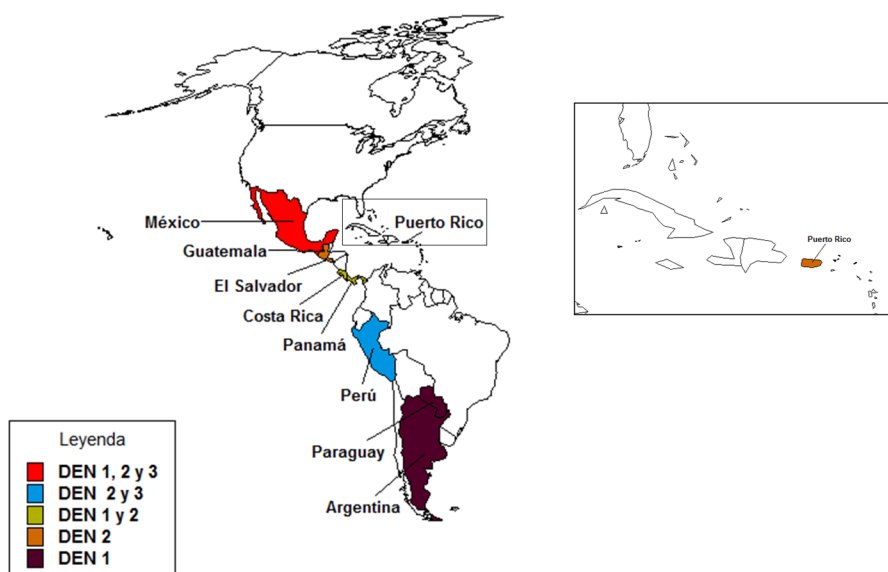 México
Puerto Rico
Guatemala
El Salvador
Costa Rica
Panamá
Perú
Paraguay
Argentina
Puerto Rico
Leyenda
DEN 1, 2 y 3
DEN 2 y 3
DEN 1 y 2
DEN 2
DEN 1